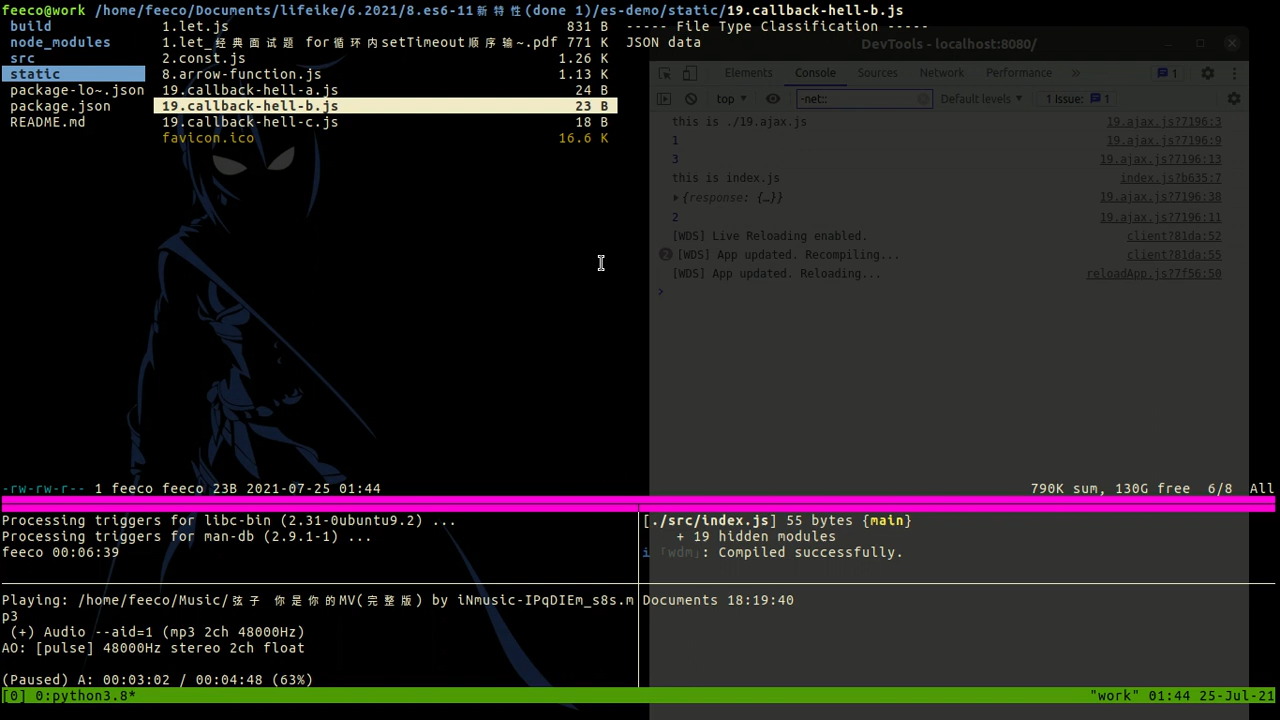 feeco@work /home/feeco/Documents/lifeike/6.2021/8.es6-11新特性(done 1)/es-demo/static/19.callback-hell-b.js
build
node_modules
src
static
package-lo~.json
package.json
README.md
1.let.js 831 B
1.let_经典面试题 for循环内setTimeout顺序输~.pdf 771 K
2.const.js 1.26 K
8.arrow-function.js 1.13 K
19.callback-hell-a.js 24 B
19.callback-hell-b.js 23 B
19.callback-hell-c.js 18 B
favicon.ico 16.6 K
----- File Type Classification -----
JSON data
DevTools - localhost:8080/
Elements Console Sources Network Performance » 1
top -net:: Default levels 1 Issue: 1
this is ./19.ajax.js 19.ajax.js?7196:3
1 19.ajax.js?7196:9
3 19.ajax.js?7196:13
this is index.js index.js?b635:7
{response: {…}} 19.ajax.js?7196:38
2 19.ajax.js?7196:11
[WDS] Live Reloading enabled. client?81da:52
2 [WDS] App updated. Recompiling... client?81da:55
[WDS] App updated. Reloading... reloadApp.js?7f56:50
›
-rw-rw-r-- 1 feeco feeco 23B 2021-07-25 01:44 790K sum, 130G free 6/8 All
Processing triggers for libc-bin (2.31-0ubuntu9.2) ...
Processing triggers for man-db (2.9.1-1) ...
feeco 00:06:39
[./src/index.js] 55 bytes {main}
+ 19 hidden modules
i 「wdm」: Compiled successfully.
Playing: /home/feeco/Music/弦子 你是你的MV(完整版) by iNmusic-IPqDIEm_s8s.m
p3
(+) Audio --aid=1 (mp3 2ch 48000Hz)
AO: [pulse] 48000Hz stereo 2ch float
(Paused) A: 00:03:02 / 00:04:48 (63%)
Documents 18:19:40
[0] 0:python3.8* "work" 01:44 25-Jul-21